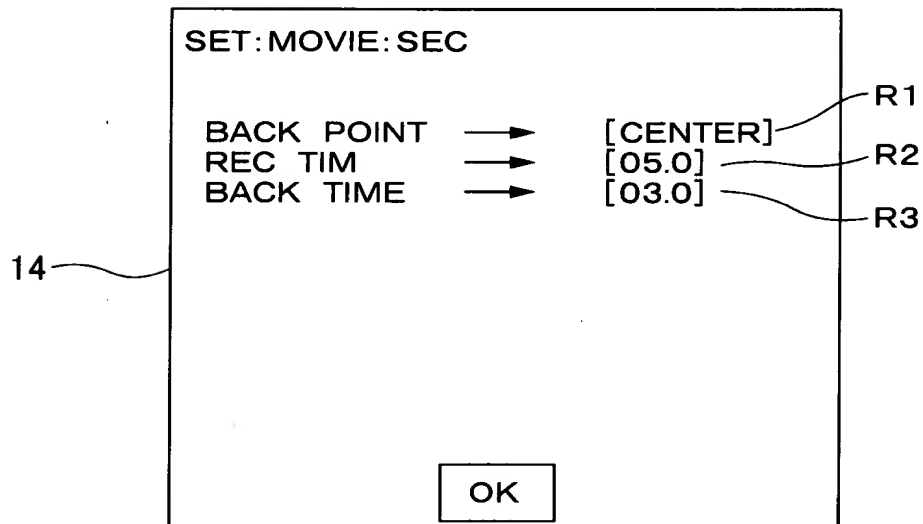 SET:MOVIE:SEC
BACK POINT → [CENTER] R1
REC TIM → [05.0] R2
BACK TIME → [03.0] R3
14
OK